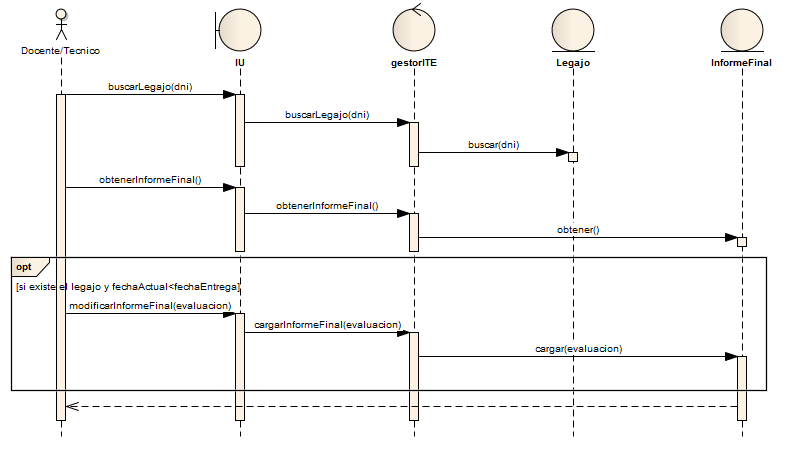 Docente/Tecnico
IU
gestorITE
Legajo
InformeFinal
buscarLegajo(dni)
buscarLegajo(dni)
buscar(dni)
obtenerInformeFinal()
obtenerInformeFinal()
obtener()
opt
[si existe el legajo y fechaActual<fechaEntrega]
modificarInformeFinal(evaluacion)
cargarInformeFinal(evaluacion)
cargar(evaluacion)